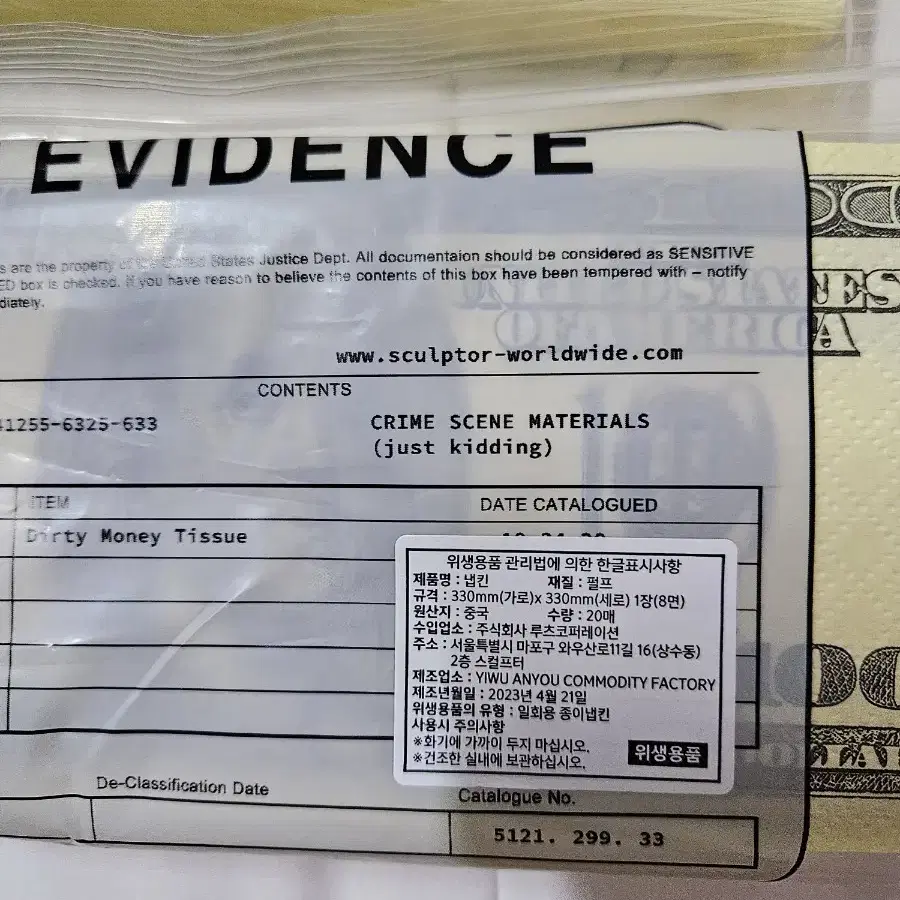 EVIDENCE
s are the property of the United States Justice Dept. All documentaion should be considered as SENSITIVE
ED box is checked. If you have reason to believe the contents of this box have been tempered with – notify
diately.
www.sculptor-worldwide.com
CONTENTS
41255-6325-633
CRIME SCENE MATERIALS
(just kidding)
ITEM
DATE CATALOGUED
Dirty Money Tissue
위생용품 관리법에 의한 한글표시사항
제품명 : 냅킨 재질 : 펄프
규격 : 330mm(가로)x 330mm(세로) 1장(8면)
원산지 : 중국 수량 : 20매
수입업소 : 주식회사 루츠코퍼레이션
주소 : 서울특별시 마포구 와우산로11길 16(상수동)
2층 스컬프터
제조업소 : YIWU ANYOU COMMODITY FACTORY
제조년월일 : 2023년 4월 21일
위생용품의 유형 : 일회용 종이냅킨
사용시 주의사항
※화기에 가까이 두지 마십시오.
※건조한 실내에 보관하십시오.
위생용품
De-Classification Date
Catalogue No.
5121. 299. 33
UNITED STATES
OF AMERICA
100